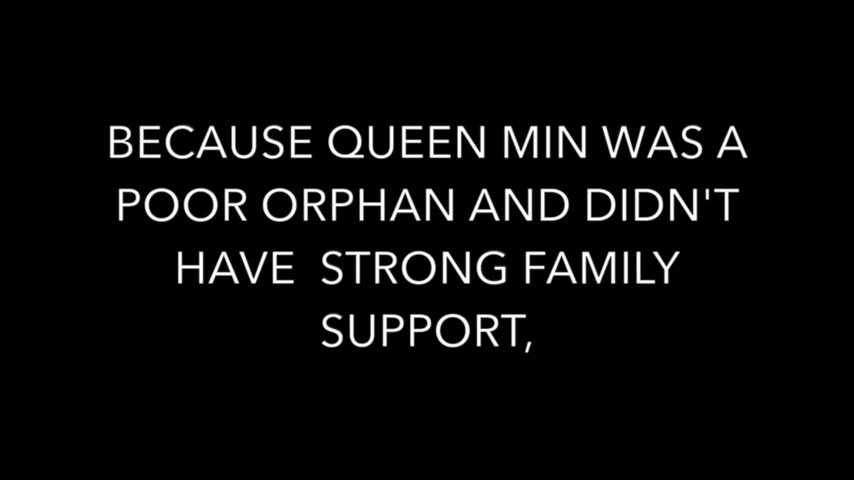 BECAUSE QUEEN MIN WAS A
POOR ORPHAN AND DIDN'T
HAVE  STRONG FAMILY
SUPPORT,